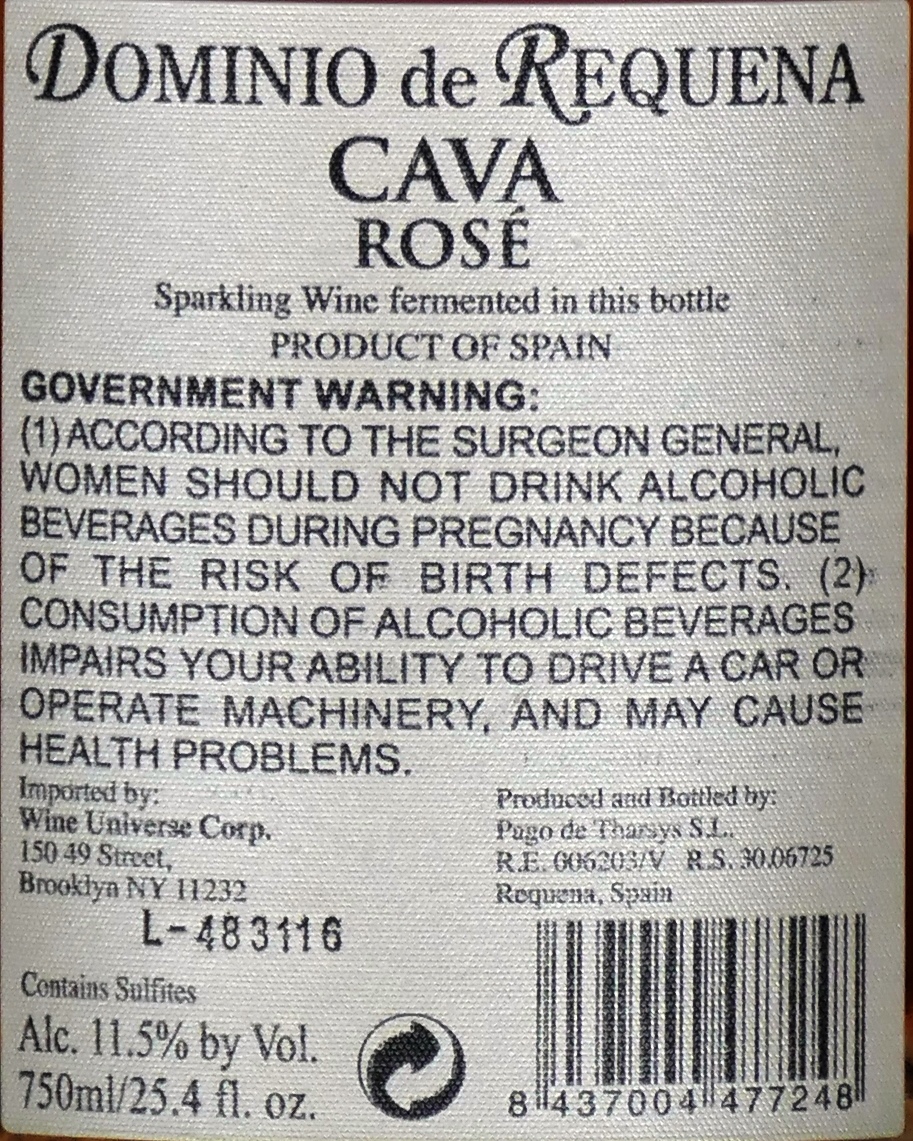 DOMINIO de REQUENA
CAVA
ROSÉ
Sparkling Wine fermented in this bottle
PRODUCT OF SPAIN
GOVERNMENT WARNING:
(1) ACCORDING TO THE SURGEON GENERAL,
WOMEN SHOULD NOT DRINK ALCOHOLIC
BEVERAGES DURING PREGNANCY BECAUSE
OF THE RISK OF BIRTH DEFECTS. (2)
CONSUMPTION OF ALCOHOLIC BEVERAGES
IMPAIRS YOUR ABILITY TO DRIVE A CAR OR
OPERATE MACHINERY, AND MAY CAUSE
HEALTH PROBLEMS.
Imported by:
Wine Universe Corp.
150 49 Street,
Brooklyn NY 11232
L-483116
Contains Sulfites
Alc. 11.5% by Vol.
750ml/25.4 fl. oz.
Produced and Bottled by:
Pago de Tharsys S.L.
R.E. 006203/V R.S. 30.06725
Requena, Spain
8 437004 477248